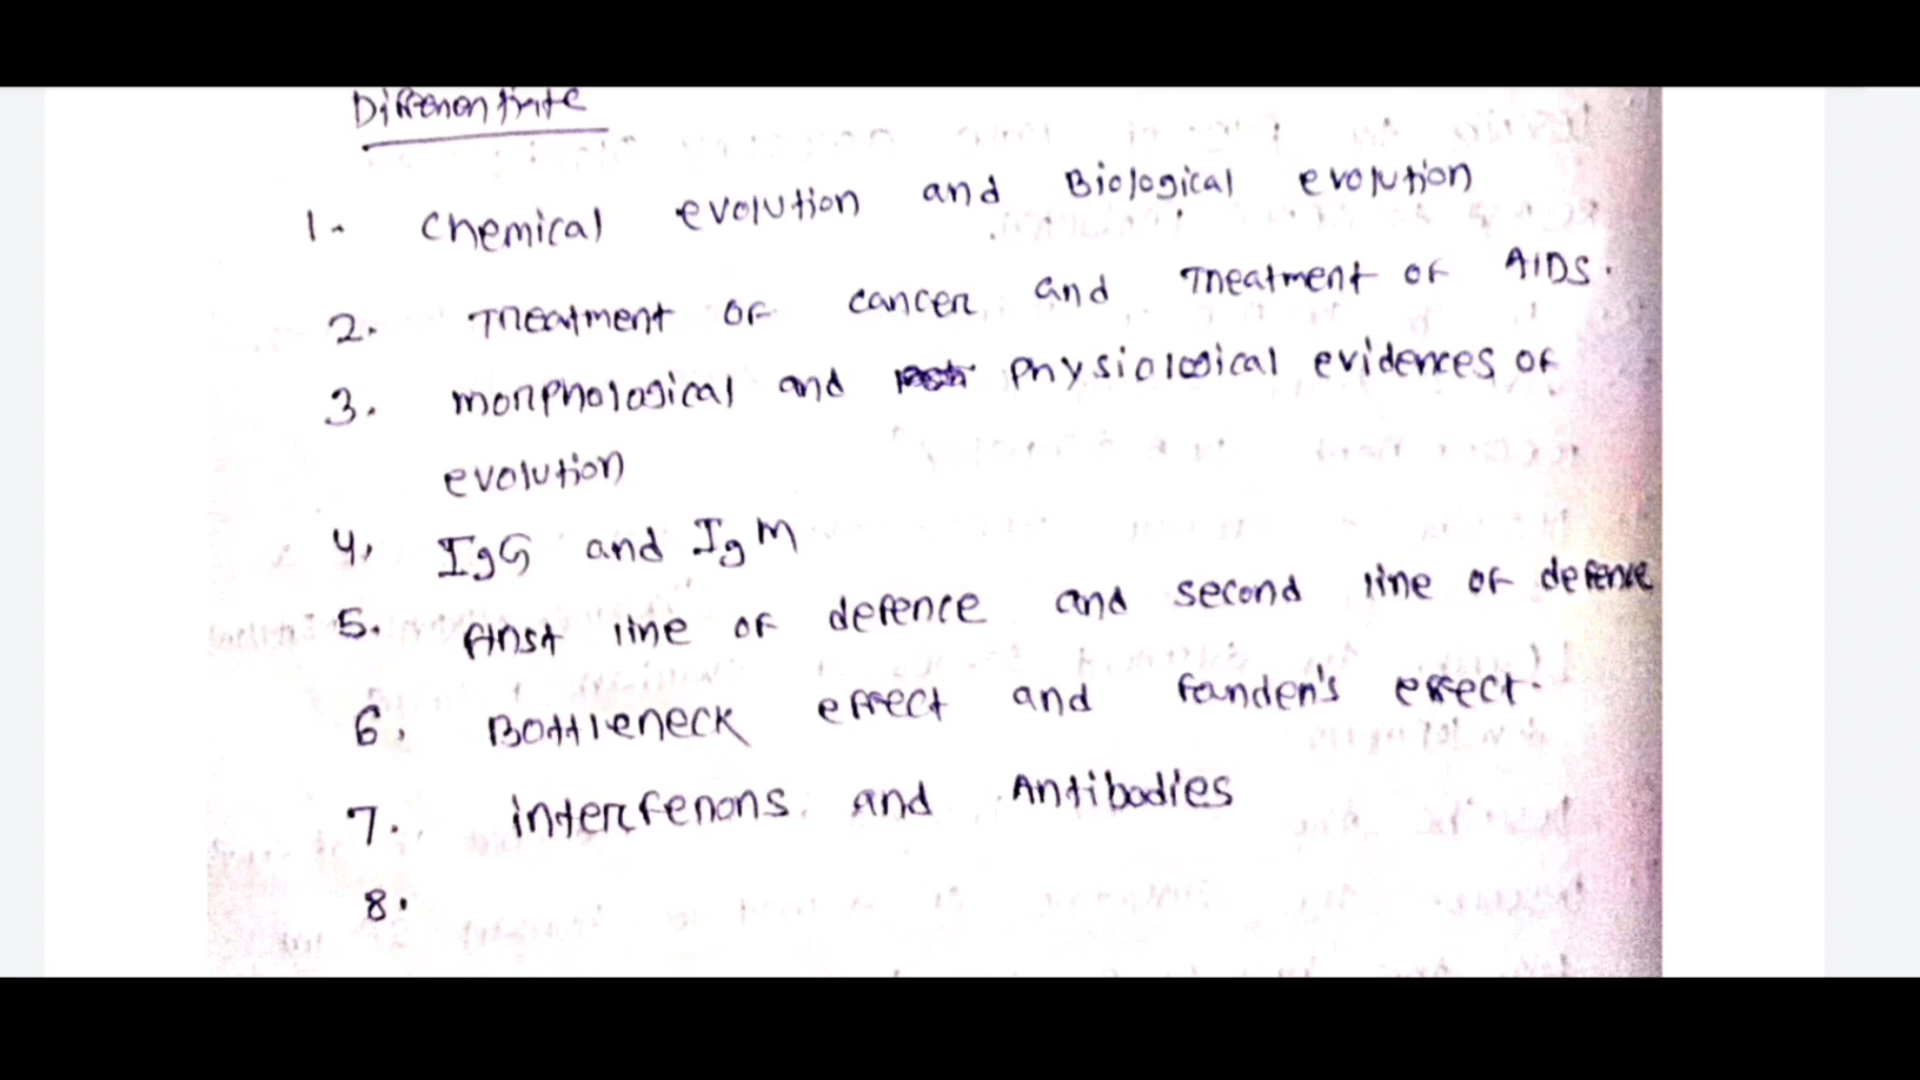 Differentiate
1. Chemical evolution and Biological evolution
2. Treatment of cancer and Treatment of AIDS.
3. morphological and physiological evidences of
evolution
4, IgG and IgM
5. first line of defence and second line of defence
6. Bottleneck effect and founder's effect.
7. interferons and Antibodies
8.